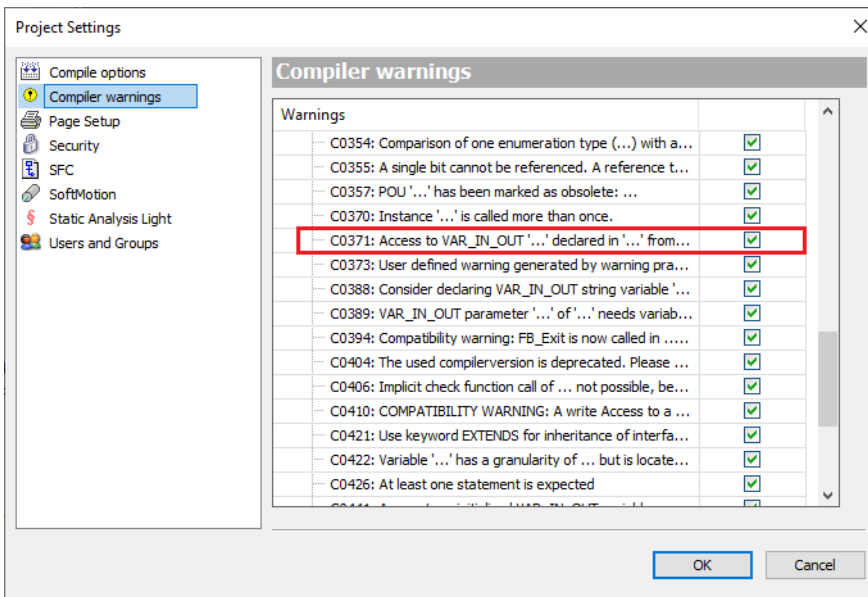 Project Settings
Compile options
Compiler warnings
Page Setup
Security
SFC
SoftMotion
Static Analysis Light
Users and Groups
Compiler warnings
Warnings
C0354: Comparison of one enumeration type (...) with a...
C0355: A single bit cannot be referenced. A reference t...
C0357: POU '...' has been marked as obsolete: ...
C0370: Instance '...' is called more than once.
C0371: Access to VAR_IN_OUT '...' declared in '...' from...
C0373: User defined warning generated by warning pra...
C0388: Consider declaring VAR_IN_OUT string variable '...
C0389: VAR_IN_OUT parameter '...' of '...' needs variab...
C0394: Compatibility warning: FB_Exit is now called in .....
C0404: The used compilerversion is deprecated. Please ...
C0406: Implicit check function call of ... not possible, be...
C0410: COMPATIBILITY WARNING: A write Access to a ...
C0421: Use keyword EXTENDS for inheritance of interfa...
C0422: Variable '...' has a granularity of ... but is locate...
C0426: At least one statement is expected
OK
Cancel